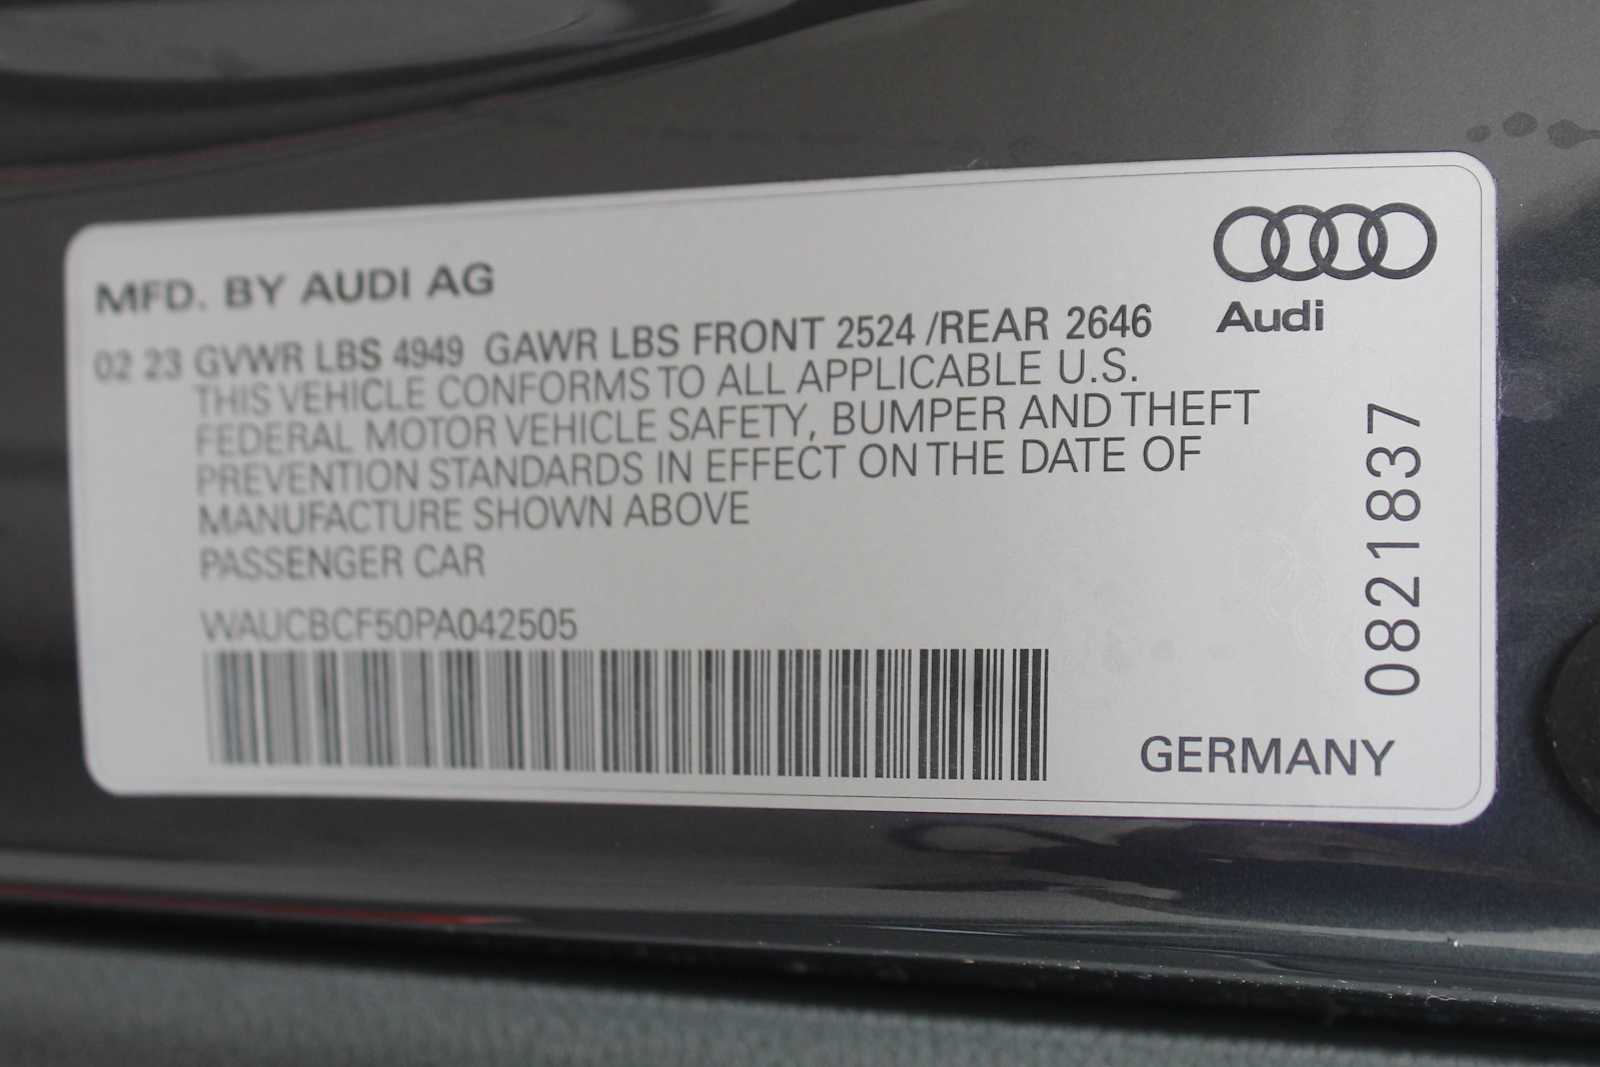 MFD. BY AUDI AG
Audi
02 23 GVWR LBS 4949 GAWR LBS FRONT 2524 /REAR 2646
THIS VEHICLE CONFORMS TO ALL APPLICABLE U.S.
FEDERAL MOTOR VEHICLE SAFETY, BUMPER AND THEFT
PREVENTION STANDARDS IN EFFECT ON THE DATE OF
MANUFACTURE SHOWN ABOVE
PASSENGER CAR
WAUCBCF50PA042505
0821837
GERMANY